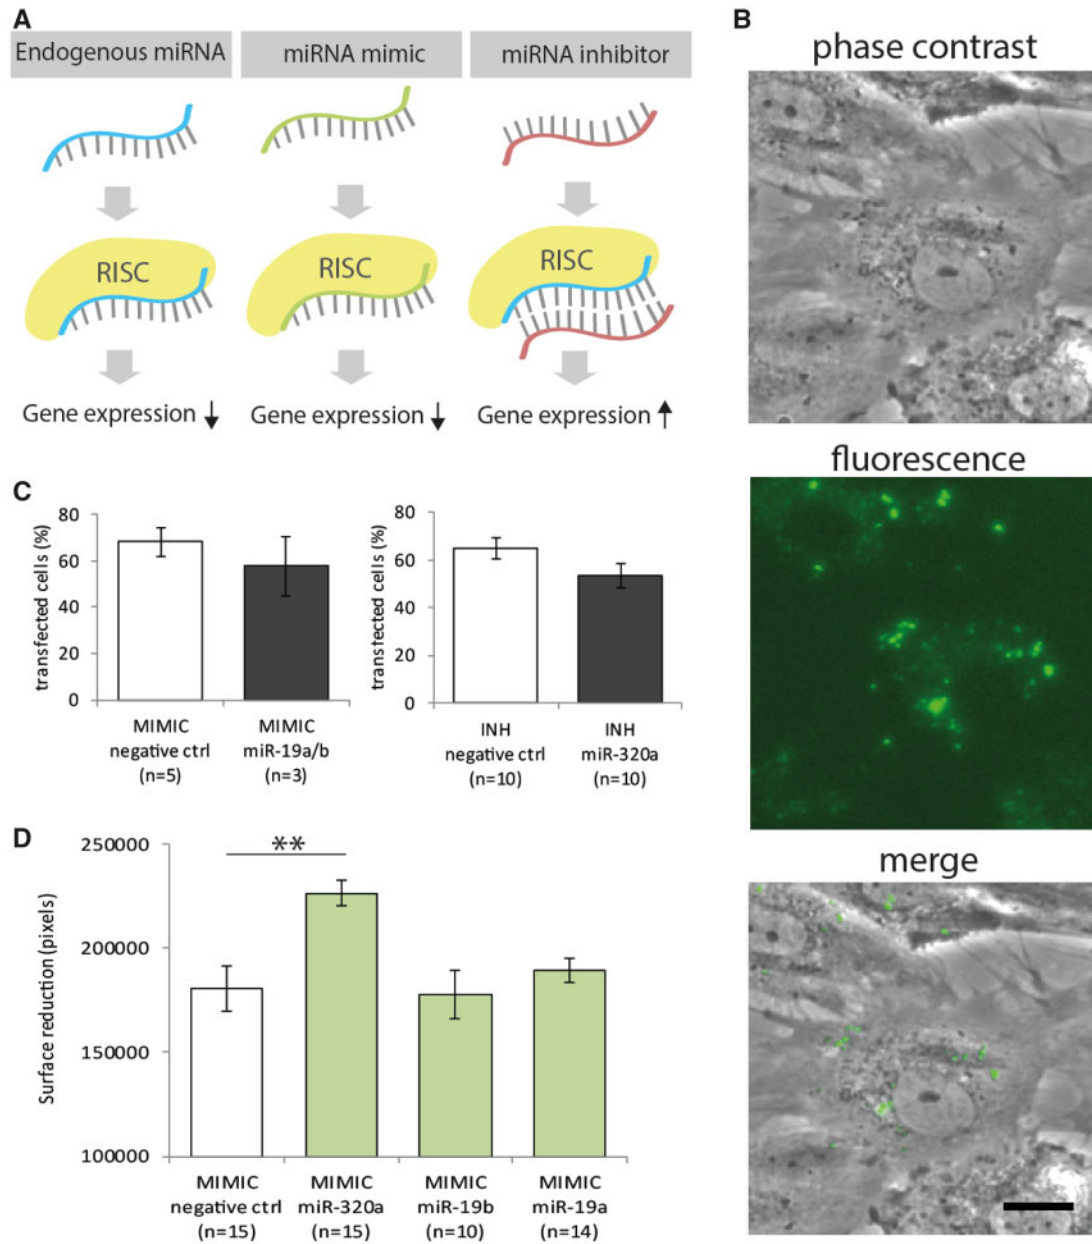 A
Endogenous miRNA
miRNA mimic
miRNA inhibitor
RISC
RISC
RISC
Gene expression ↓
Gene expression ↓
Gene expression ↑
B
phase contrast
fluorescence
merge
C
transfected cells (%)
80
60
40
20
0
MIMIC
negative ctrl
(n=5)
MIMIC
miR-19a/b
(n=3)
transfected cells (%)
80
60
40
20
0
INH
negative ctrl
(n=10)
INH
miR-320a
(n=10)
D
Surface reduction (pixels)
250000
200000
150000
100000
**
MIMIC
negative ctrl
(n=15)
MIMIC
miR-320a
(n=15)
MIMIC
miR-19b
(n=10)
MIMIC
miR-19a
(n=14)